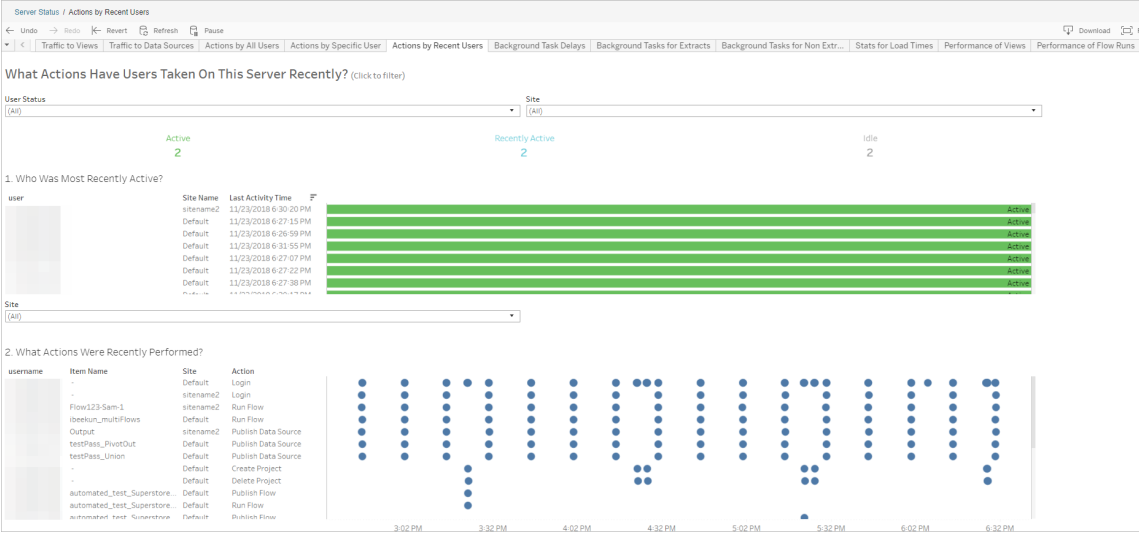 Server Status / Actions by Recent Users
Undo Redo Revert Refresh Pause Download
Traffic to Views Traffic to Data Sources Actions by All Users Actions by Specific User Actions by Recent Users Background Task Delays Background Tasks for Extracts Background Tasks for Non Extr... Stats for Load Times Performance of Views Performance of Flow Runs
What Actions Have Users Taken On This Server Recently? (Click to filter)
User Status Site
(All) (All)
Active Recently Active Idle
2 2 2
1. Who Was Most Recently Active?
user Site Name Last Activity Time
sitename2 11/23/2018 6:30:20 PM Active
Default 11/23/2018 6:27:15 PM Active
Default 11/23/2018 6:26:59 PM Active
Default 11/23/2018 6:31:55 PM Active
Default 11/23/2018 6:27:07 PM Active
Default 11/23/2018 6:27:22 PM Active
Default 11/23/2018 6:27:38 PM Active
Site
(All)
2. What Actions Were Recently Performed?
username Item Name Site Action
- Default Login
- sitename2 Login
Flow123-Sam-1 sitename2 Run Flow
ibeekun_multiFlows Default Run Flow
Output sitename2 Publish Data Source
testPass_PivotOut Default Publish Data Source
testPass_Union Default Publish Data Source
- Default Create Project
- Default Delete Project
automated_test_Superstore... Default Publish Flow
automated_test_Superstore... Default Run Flow
automated_test_Superstore... Default Publish Flow
3:02 PM 3:32 PM 4:02 PM 4:32 PM 5:02 PM 5:32 PM 6:02 PM 6:32 PM